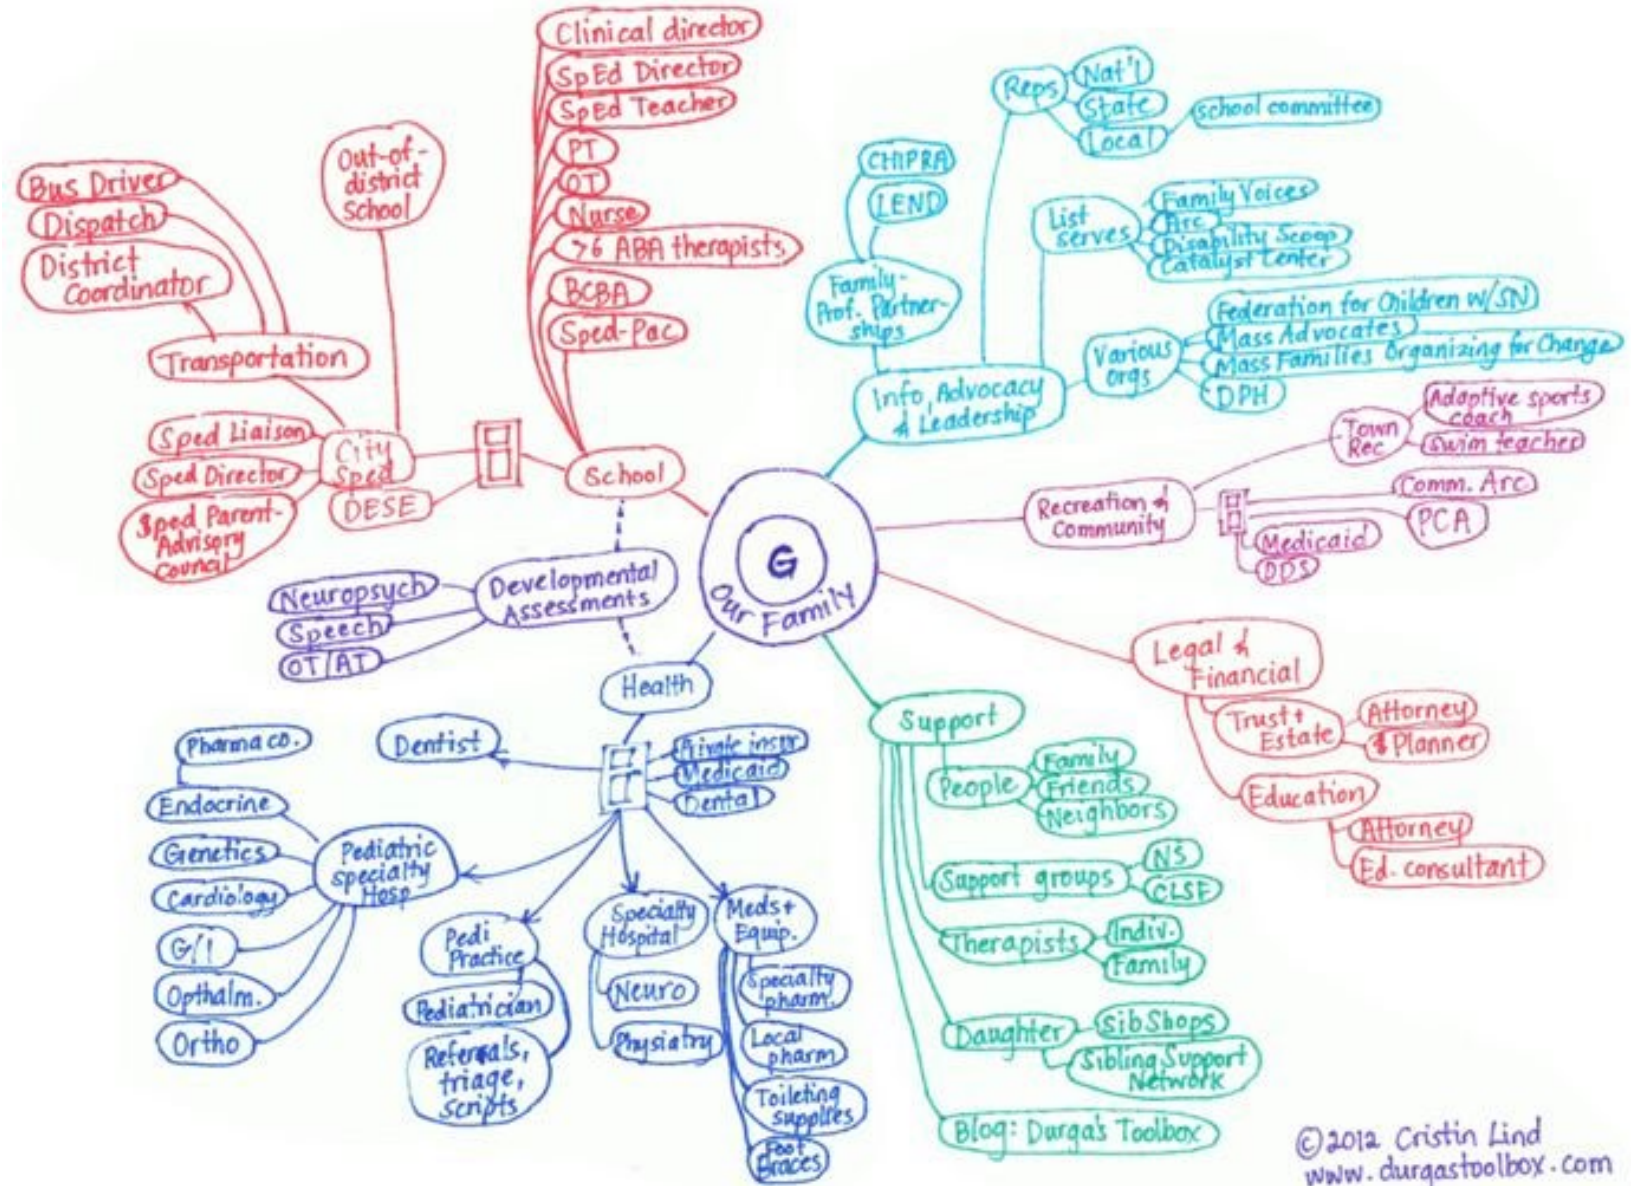 Clinical director
SpEd Director
SpEd Teacher
PT
OT
Nurse
>6 ABA therapists.
BCBA
Sped-Pac
Out-of-
district
School
Bus Driver
Dispatch
District
Coordinator
Transportation
Sped Liaison
Sped Director
$ped Parent-
Advisory
Council
City
Sped
DESE
School
Reps
Nat'l
State
Local
school committee
CHIPRA
LEND
Family-
Prof. Partner-
ships
List
serves
Family Voices
Arc
Disability Scoop
Catalyst Center
Various
orgs
Federation for Children w/SN
Mass Advocates
Mass Families Organizing for Change
DPH
Info, Advocacy
& Leadership
Town
Rec
Adaptive sports
coach
Swim teacher
Recreation &
Community
Comm. Arc
PCA
Medicaid
DDS
G
Our Family
Developmental
Assessments
Neuropsych
Speech
OT/AT
Health
Legal &
Financial
Trust +
Estate
Attorney
$ Planner
Education
Attorney
Ed. consultant
Pharma co.
Dentist
Private insur
Medicaid
Dental
Endocrine
Genetics
Cardiology
G/I
Opthalm.
Ortho
Pediatric
specialty
Hosp
Pedi
Practice
Pediatrician
Referrals,
triage,
scripts
Specialty
Hospital
Neuro
Physiatry
Meds +
Equip.
Specialty
pharm.
Local
pharm
Toileting
supplies
Foot
Braces
Support
People
Family
Friends
Neighbors
Support groups
NS
CLSF
Therapists
Indiv.
Family
Daughter
SibShops
Sibling Support
Network
Blog: Durga's Toolbox
©2012 Cristin Lind
www.durgastoolbox.com